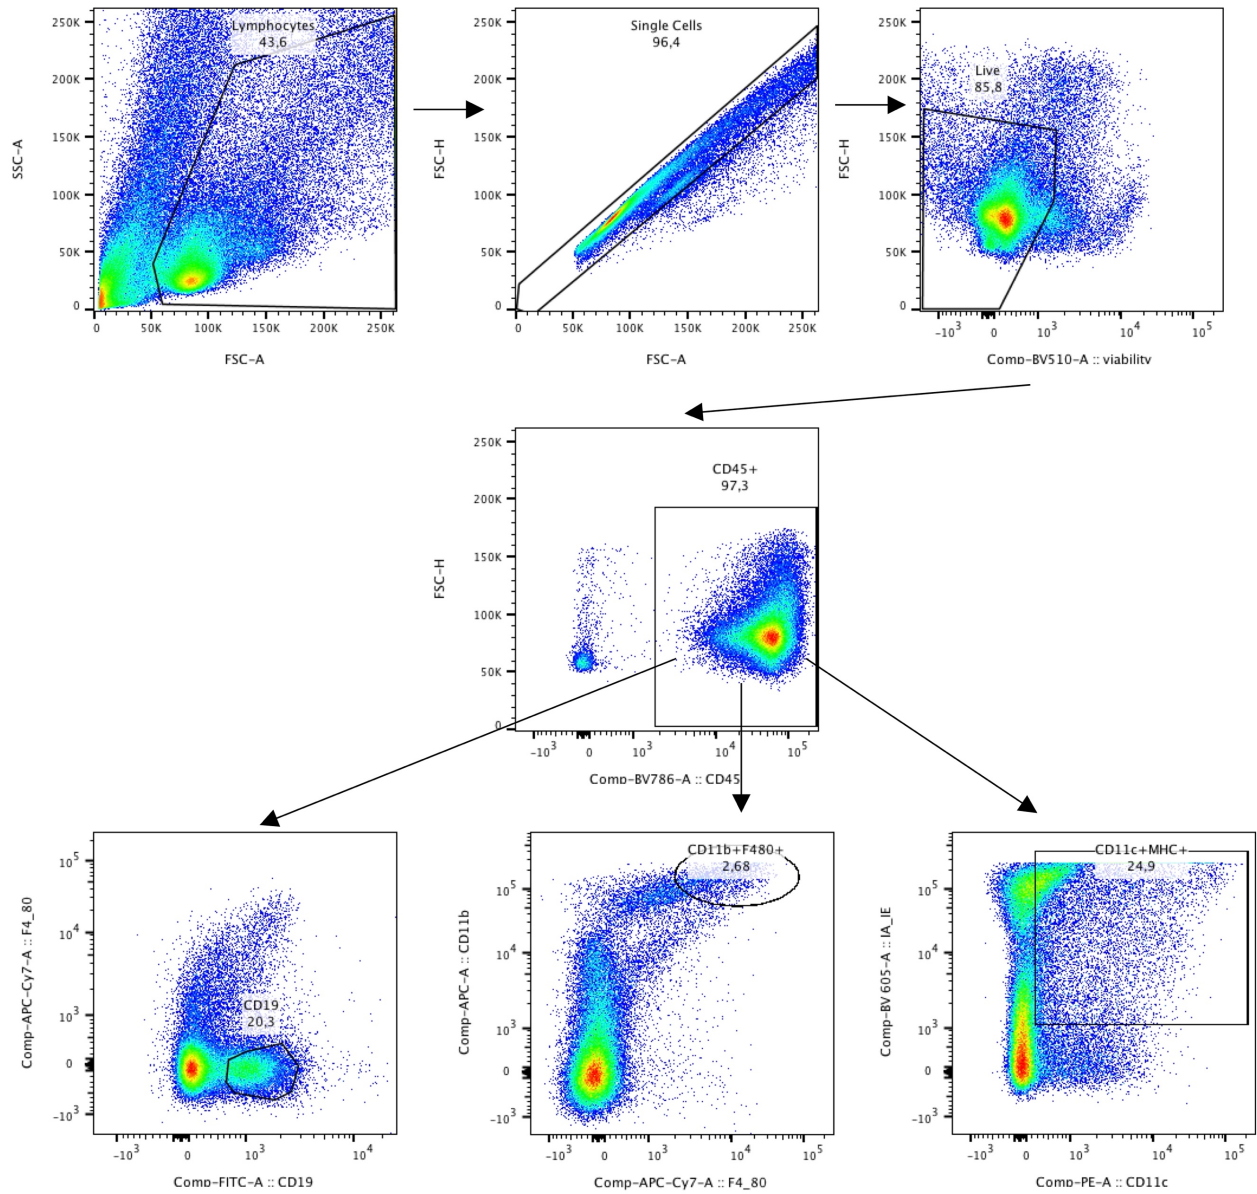 Lymphocytes
43,6
250K
200K
150K
100K
50K
0
SSC-A
0 50K 100K 150K 200K 250K
FSC-A
Single Cells
96,4
250K
200K
150K
100K
50K
0
FSC-H
0 50K 100K 150K 200K 250K
FSC-A
Live
85,8
250K
200K
150K
100K
50K
0
FSC-H
-10^3 0 10^3 10^4 10^5
Comp-BV510-A :: viability
CD45+
97,3
250K
200K
150K
100K
50K
0
FSC-H
-10^3 0 10^3 10^4 10^5
Comp-BV786-A :: CD45
10^5
10^4
10^3
0
-10^3
Comp-APC-Cy7-A :: F4_80
CD19
20,3
-10^3 0 10^3 10^4
Comp-FITC-A :: CD19
CD11b+F480+
2,68
10^5
10^4
10^3
0
-10^3
Comp-APC-A :: CD11b
-10^3 0 10^3 10^4 10^5
Comp-APC-Cy7-A :: F4_80
CD11c+MHC+
24,9
10^5
10^4
10^3
0
-10^3
Comp-BV 605-A :: IA_IE
-10^3 0 10^3 10^4 10^5
Comp-PE-A :: CD11c